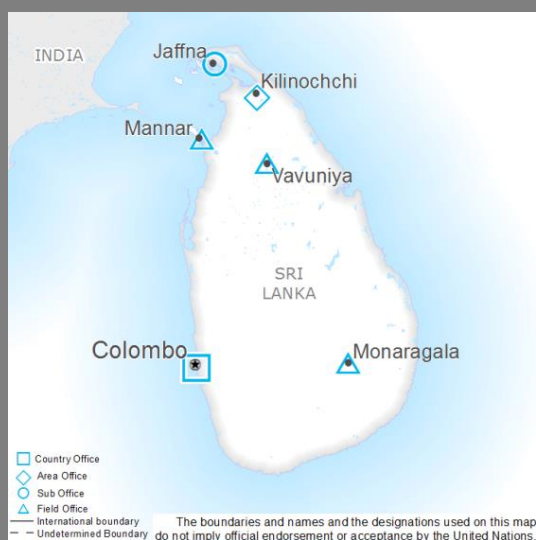 INDIA
Jaffna
Kilinochchi
Mannar
Vavuniya
SRI
LANKA
Colombo
Monaragala
Country Office
Area Office
Sub Office
Field Office
International boundary
Undetermined Boundary
The boundaries and names and the designations used on this map
do not imply official endorsement or acceptance by the United Nations.